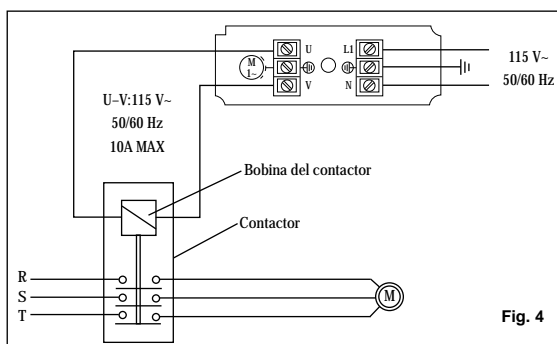 U
L1
M
1~
V
N
115 V~
50/60 Hz
U–V:115 V~
50/60 Hz
10A MAX
Bobina del contactor
Contactor
R
S
T
M
Fig. 4